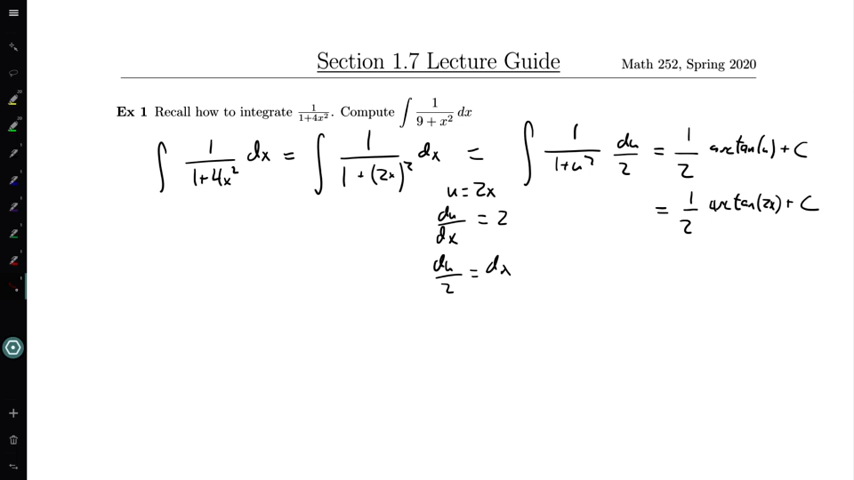 Section 1.7 Lecture Guide Math 252, Spring 2020
Ex 1 Recall how to integrate 1/(1+4x²). Compute ∫ 1/(9 + x²) dx
∫ 1/(1+4x²) dx = ∫ 1/(1+(2x)²) dx = ∫ 1/(1+u²) du/2 = 1/2 arctan(u) + C
u = 2x
= 1/2 arctan(2x) + C
du/dx = 2
du/2 = dx